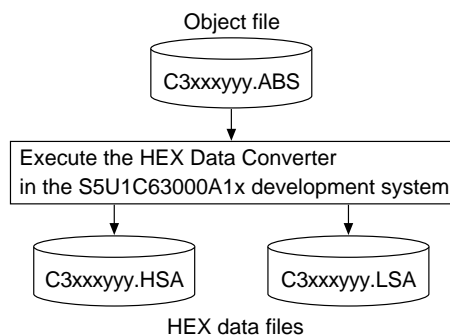 Object file
C3xxxyyy.ABS
Execute the HEX Data Converter
in the S5U1C63000A1x development system
C3xxxyyy.HSA
C3xxxyyy.LSA
HEX data files